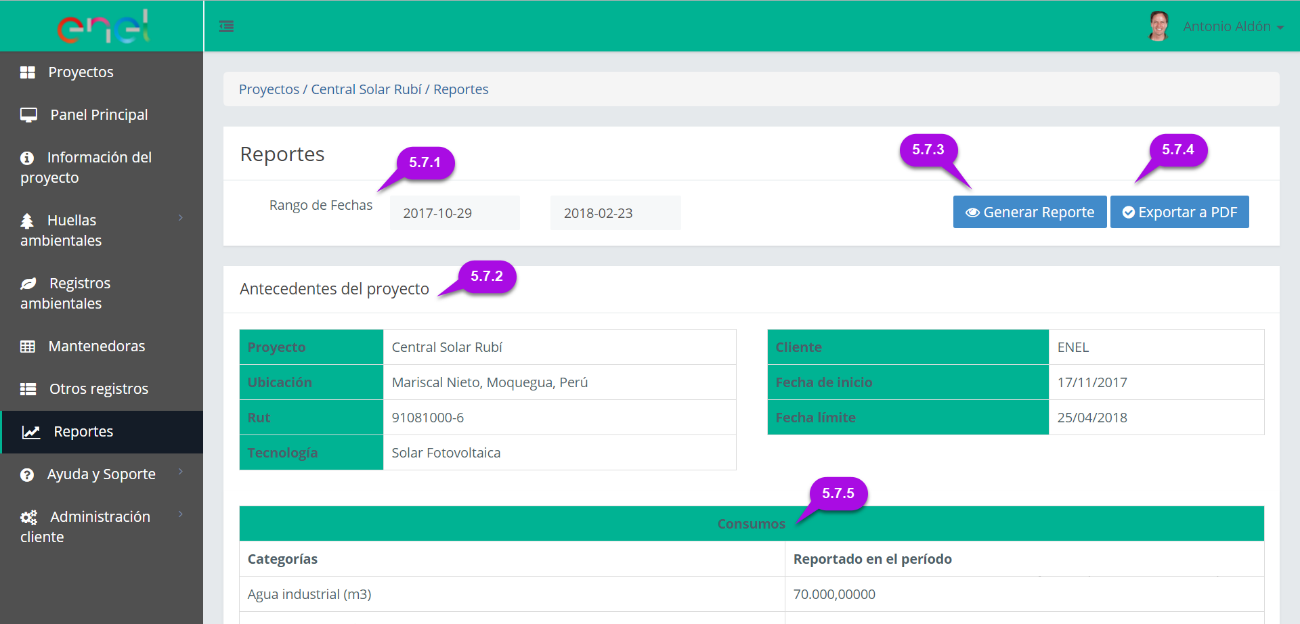 enel
Antonio Aldón
Proyectos
Panel Principal
Información del
proyecto
Huellas
ambientales
Registros
ambientales
Mantenedoras
Otros registros
Reportes
Ayuda y Soporte
Administración
cliente
Proyectos / Central Solar Rubí / Reportes
Reportes
5.7.1
5.7.3
5.7.4
Rango de Fechas
2017-10-29
2018-02-23
Generar Reporte
Exportar a PDF
Antecedentes del proyecto
5.7.2
Proyecto Central Solar Rubí
Ubicación Mariscal Nieto, Moquegua, Perú
Rut 91081000-6
Tecnología Solar Fotovoltaica
Cliente ENEL
Fecha de inicio 17/11/2017
Fecha límite 25/04/2018
5.7.5
Consumos
Categorías Reportado en el período
Agua industrial (m3) 70.000,00000